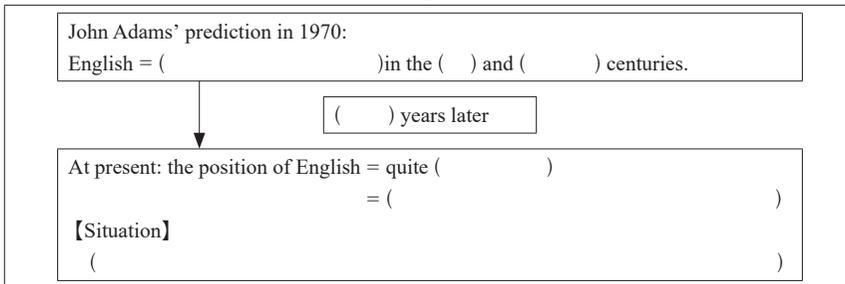 John Adams’ prediction in 1970:
English = (                    )in the (   ) and (        ) centuries.
(      ) years later
At present: the position of English = quite (            )
= (                                        )
【Situation】
(                                                                        )